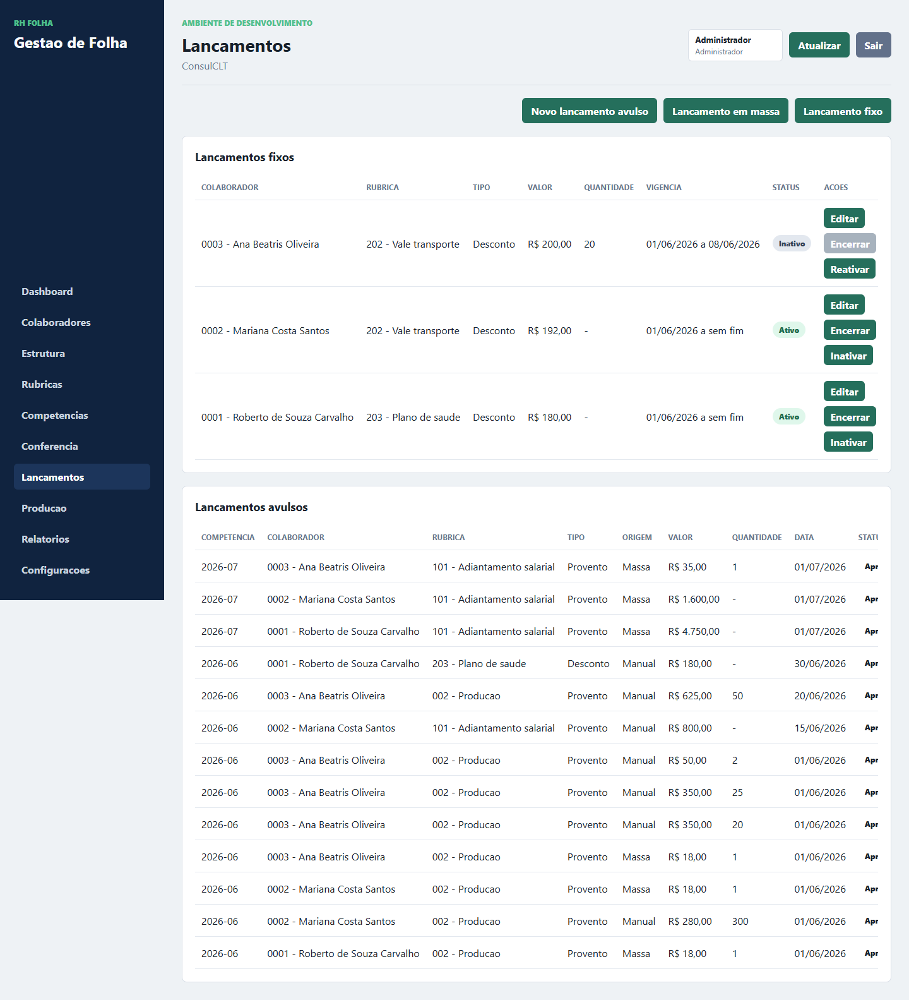 RH FOLHA
Gestao de Folha
Dashboard
Colaboradores
Estrutura
Rubricas
Competencias
Conferencia
Lancamentos
Producao
Relatorios
Configuracoes
AMBIENTE DE DESENVOLVIMENTO
Lancamentos
ConsulCLT
Administrador
Administrador
Atualizar
Sair
Novo lancamento avulso
Lancamento em massa
Lancamento fixo
Lancamentos fixos
COLABORADOR RUBRICA TIPO VALOR QUANTIDADE VIGENCIA STATUS ACOES
0003 - Ana Beatris Oliveira 202 - Vale transporte Desconto R$ 200,00 20 01/06/2026 a 08/06/2026 Inativo
Editar
Encerrar
Reativar
0002 - Mariana Costa Santos 202 - Vale transporte Desconto R$ 192,00 - 01/06/2026 a sem fim Ativo
Editar
Encerrar
Inativar
0001 - Roberto de Souza Carvalho 203 - Plano de saude Desconto R$ 180,00 - 01/06/2026 a sem fim Ativo
Editar
Encerrar
Inativar
Lancamentos avulsos
COMPETENCIA COLABORADOR RUBRICA TIPO ORIGEM VALOR QUANTIDADE DATA
2026-07 0003 - Ana Beatris Oliveira 101 - Adiantamento salarial Provento Massa R$ 35,00 1 01/07/2026 Apr
2026-07 0002 - Mariana Costa Santos 101 - Adiantamento salarial Provento Massa R$ 1.600,00 - 01/07/2026 Apr
2026-07 0001 - Roberto de Souza Carvalho 101 - Adiantamento salarial Provento Massa R$ 4.750,00 - 01/07/2026 Apr
2026-06 0001 - Roberto de Souza Carvalho 203 - Plano de saude Desconto Manual R$ 180,00 - 30/06/2026 Apr
2026-06 0003 - Ana Beatris Oliveira 002 - Producao Provento Manual R$ 625,00 50 20/06/2026 Apr
2026-06 0002 - Mariana Costa Santos 101 - Adiantamento salarial Provento Manual R$ 800,00 - 15/06/2026 Apr
2026-06 0003 - Ana Beatris Oliveira 002 - Producao Provento Manual R$ 50,00 2 01/06/2026 Apr
2026-06 0003 - Ana Beatris Oliveira 002 - Producao Provento Manual R$ 350,00 25 01/06/2026 Apr
2026-06 0003 - Ana Beatris Oliveira 002 - Producao Provento Manual R$ 350,00 20 01/06/2026 Apr
2026-06 0003 - Ana Beatris Oliveira 002 - Producao Provento Massa R$ 18,00 1 01/06/2026 Apr
2026-06 0002 - Mariana Costa Santos 002 - Producao Provento Massa R$ 18,00 1 01/06/2026 Apr
2026-06 0002 - Mariana Costa Santos 002 - Producao Provento Manual R$ 280,00 300 01/06/2026 Apr
2026-06 0001 - Roberto de Souza Carvalho 002 - Producao Provento Massa R$ 18,00 1 01/06/2026 Apr